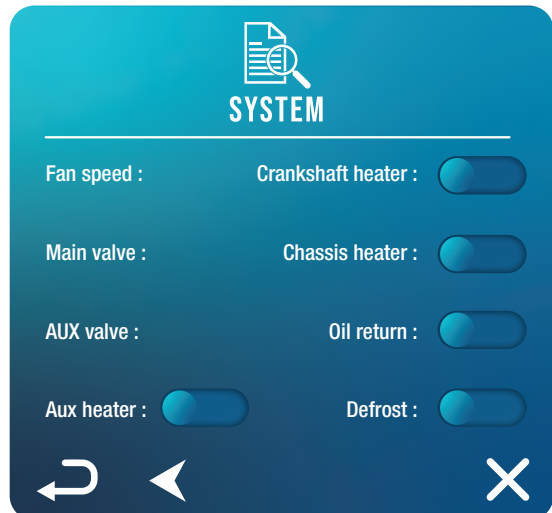 SYSTEM
Fan speed : Crankshaft heater :
Main valve : Chassis heater :
AUX valve : Oil return :
Aux heater : Defrost :